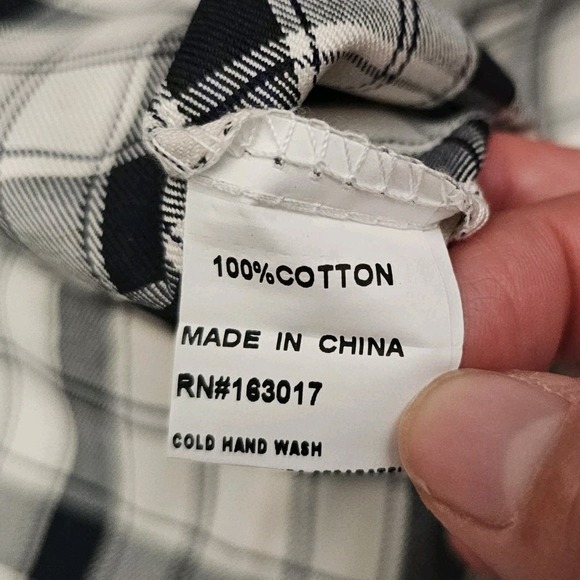 100%COTTON
MADE IN CHINA
RN#163017
COLD HAND WASH